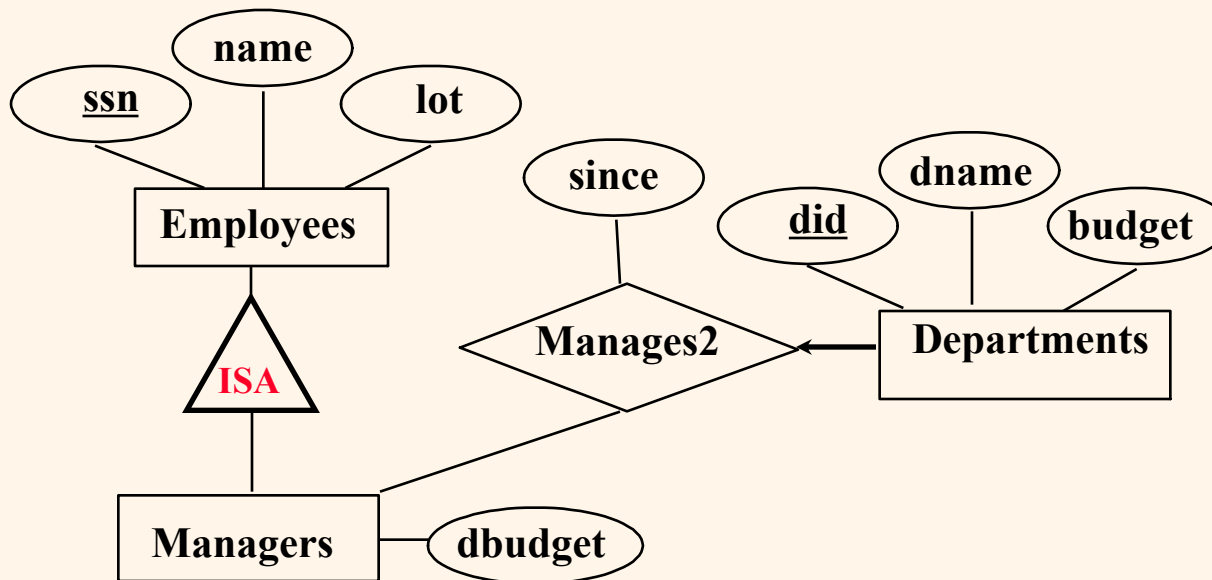 name
ssn
lot
Employees
since
dname
did
budget
Manages2
Departments
ISA
Managers
dbudget